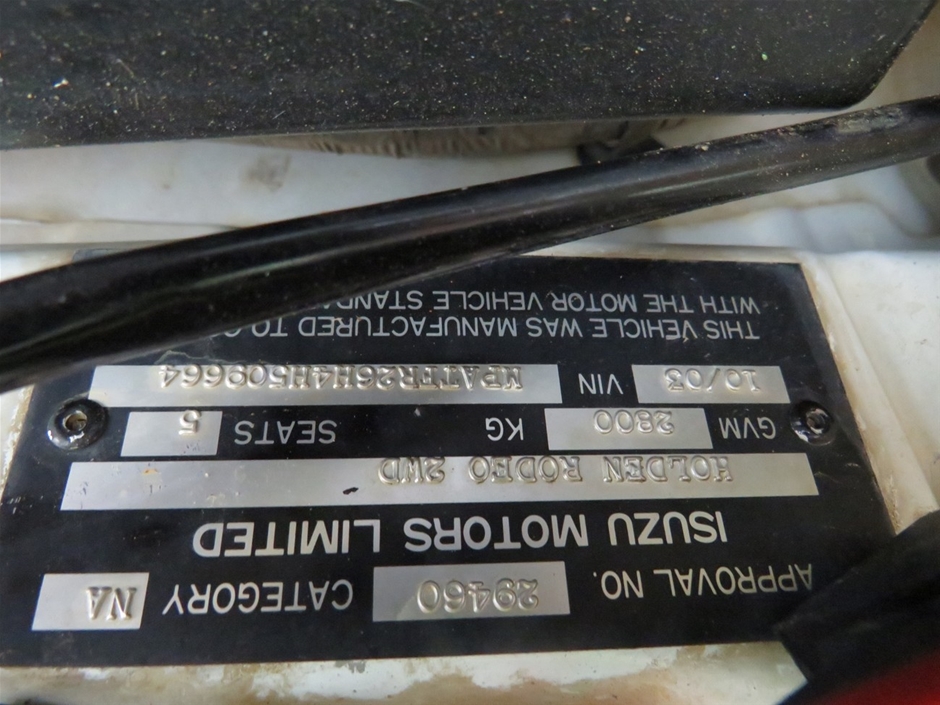 APPROVAL NO. 29460 CATEGORY NA
ISUZU MOTORS LIMITED
HOLDEN RODEO 2WD
GVM 2800 KG SEATS 5
10/03 VIN MPATFR26H4H509664
THIS VEHICLE WAS MANUFACTURED TO
WITH THE MOTOR VEHICLE